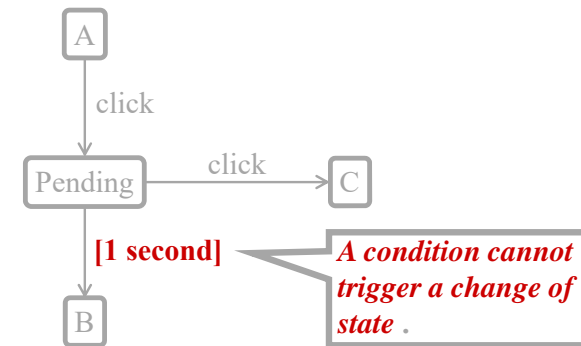 A
click
Pending
click
C
[1 second]
A condition cannot
trigger a change of
state .
B